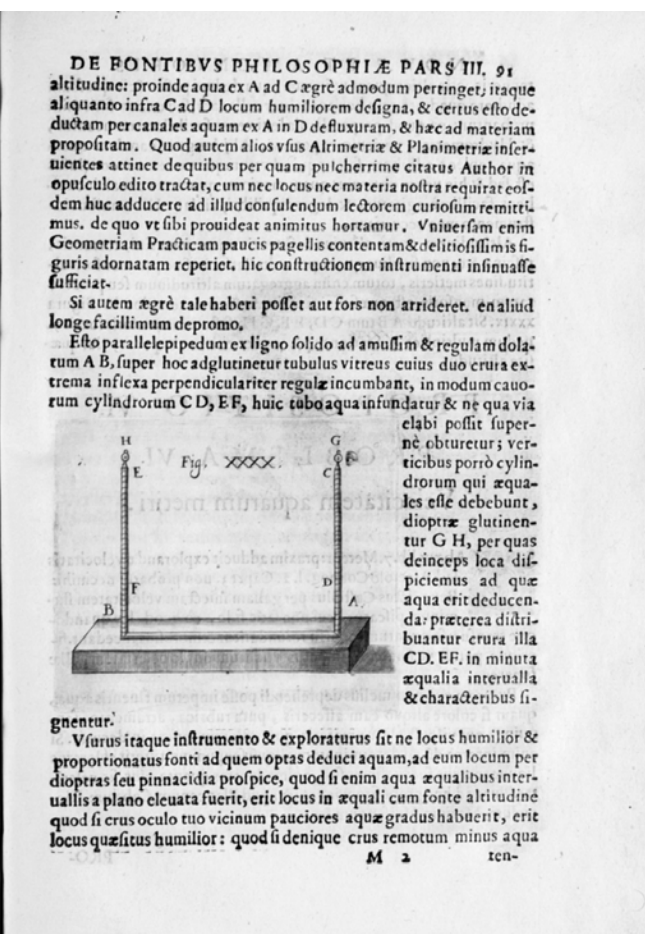 DE FONTIBVS PHILOSOPHIÆ PARS III. 91
altitudine: proinde aqua ex A ad C ægrè admodum pertinget; itaque
aliquanto infra C ad D locum humiliorem deſigna, & certus eſto de-
ductam per canales aquam ex A in D defluxuram, & hæc ad materiam
propoſitam. Quod autem alios vſus Altimetriæ & Planimetriæ inſer-
uientes attinet de quibus per quam pulcherrime citatus Author in
opuſculo edito tractat, cum nec locus nec materia noſtra requirat eoſ-
dem huc adducere ad illud conſulendum lectorem curioſum remitti-
mus. de quo vt ſibi prouideat animitus hortamur. Vniuerſam enim
Geometriam Practicam paucis pagellis contentam & delitioſiſſimis fi-
guris adornatam reperiet. hic conſtructionem inſtrumenti inſinuaſſe
ſufficiat.
Si autem ægrè tale haberi poſſet aut fors non arrideret. en aliud
longe facillimum depromo.
Eſto parallelepipedum ex ligno ſolido ad amuſſim & regulam dola-
tum A B, ſuper hoc adglutinetur tubulus vitreus cuius duo crura ex-
trema inflexa perpendiculariter regulæ incumbant, in modum cauo-
rum cylindrorum C D, E F, huic tubo aqua infundatur & ne qua via
elabi poſſit ſuper-
nè obturetur; ver-
ticibus porrò cylin-
drorum qui æqua-
les eſſe debebunt,
dioptræ glutinen-
tur G H, per quas
deinceps loca diſ-
piciemus ad quæ
aqua erit deducen-
da: præterea diſtri-
buantur crura illa
CD. EF. in minuta
æqualia interualla
& characteribus ſi-
H
G
Fig. XXXX.
E
C
F
D
B
A
gnentur.
Vſurus itaque inſtrumento & exploraturus ſit ne locus humilior &
proportionatus fonti ad quem optas deduci aquam, ad eum locum per
dioptras ſeu pinnacidia proſpice, quod ſi enim aqua æqualibus inter-
uallis a plano eleuata fuerit, erit locus in æquali cum fonte altitudine
quod ſi crus oculo tuo vicinum pauciores aquæ gradus habuerit, erit
locus quæſitus humilior: quod ſi denique crus remotum minus aqua
M 2 ten-